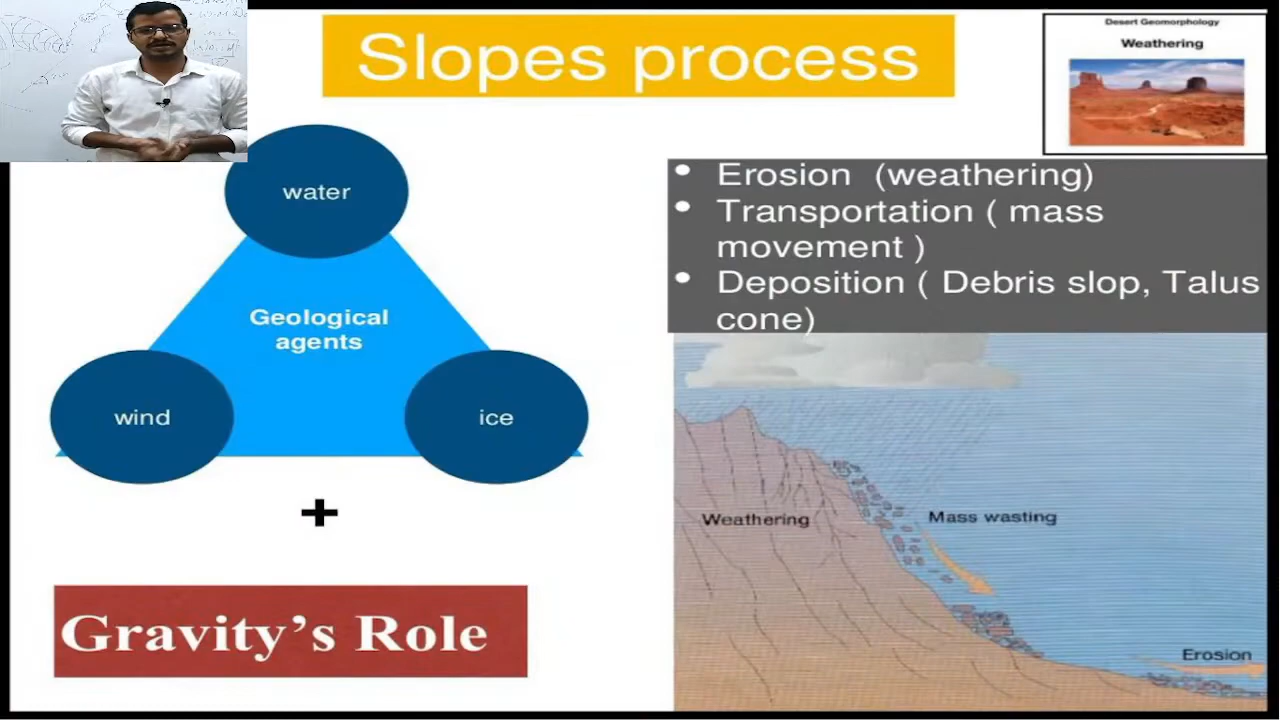 Slopes process
Desert Geomorphology
Weathering
water
Geological
agents
wind
ice
+
Gravity’s Role
• Erosion (weathering)
• Transportation ( mass
movement )
• Deposition ( Debris slop, Talus
cone)
Weathering
Mass wasting
Erosion